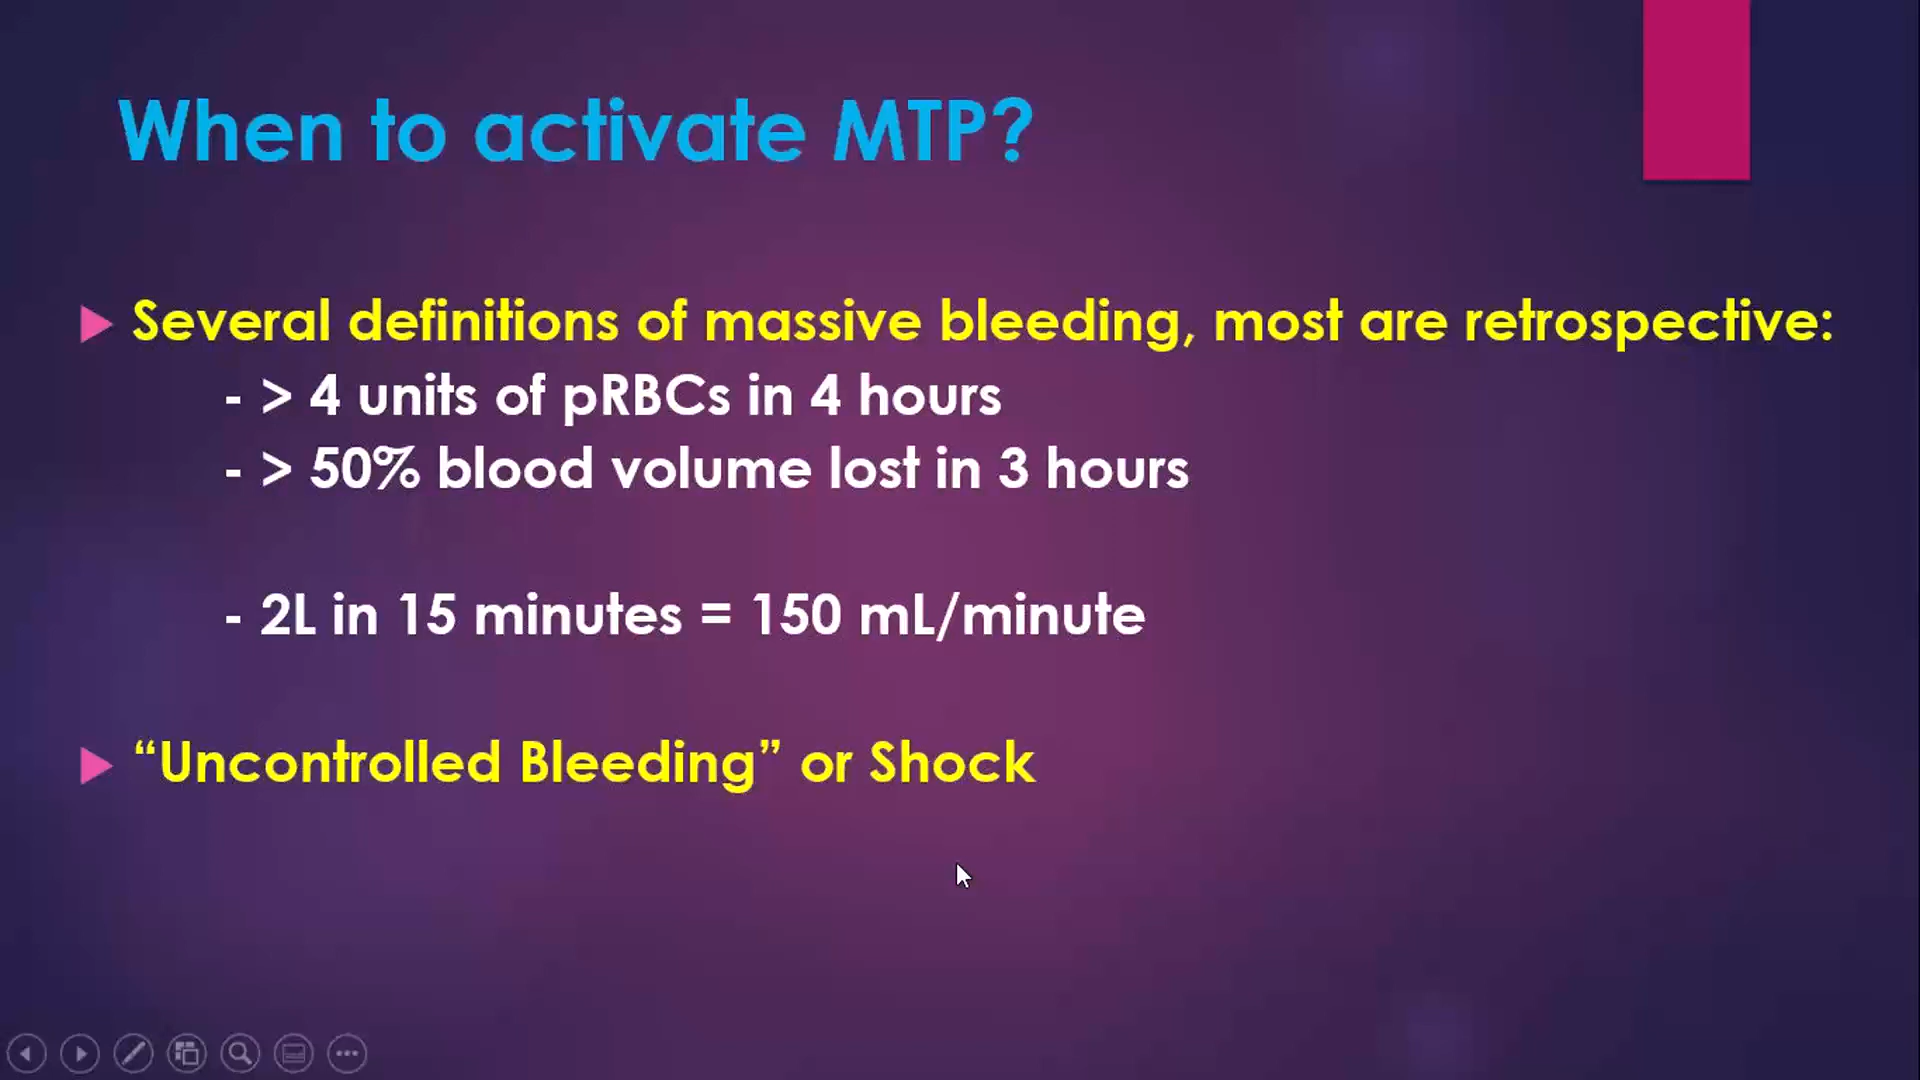 When to activate MTP?
Several definitions of massive bleeding, most are retrospective:
- > 4 units of pRBCs in 4 hours
- > 50% blood volume lost in 3 hours
- 2L in 15 minutes = 150 mL/minute
“Uncontrolled Bleeding” or Shock